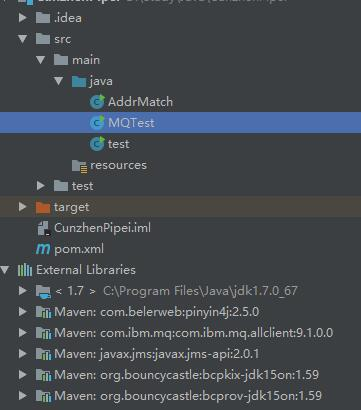 .idea
src
main
java
AddrMatch
MQTest
test
resources
test
target
CunzhenPipei.iml
pom.xml
External Libraries
< 1.7 > C:\Program Files\Java\jdk1.7.0_67
Maven: com.belerweb:pinyin4j:2.5.0
Maven: com.ibm.mq:com.ibm.mq.allclient:9.1.0.0
Maven: javax.jms:javax.jms-api:2.0.1
Maven: org.bouncycastle:bcpkix-jdk15on:1.59
Maven: org.bouncycastle:bcprov-jdk15on:1.59